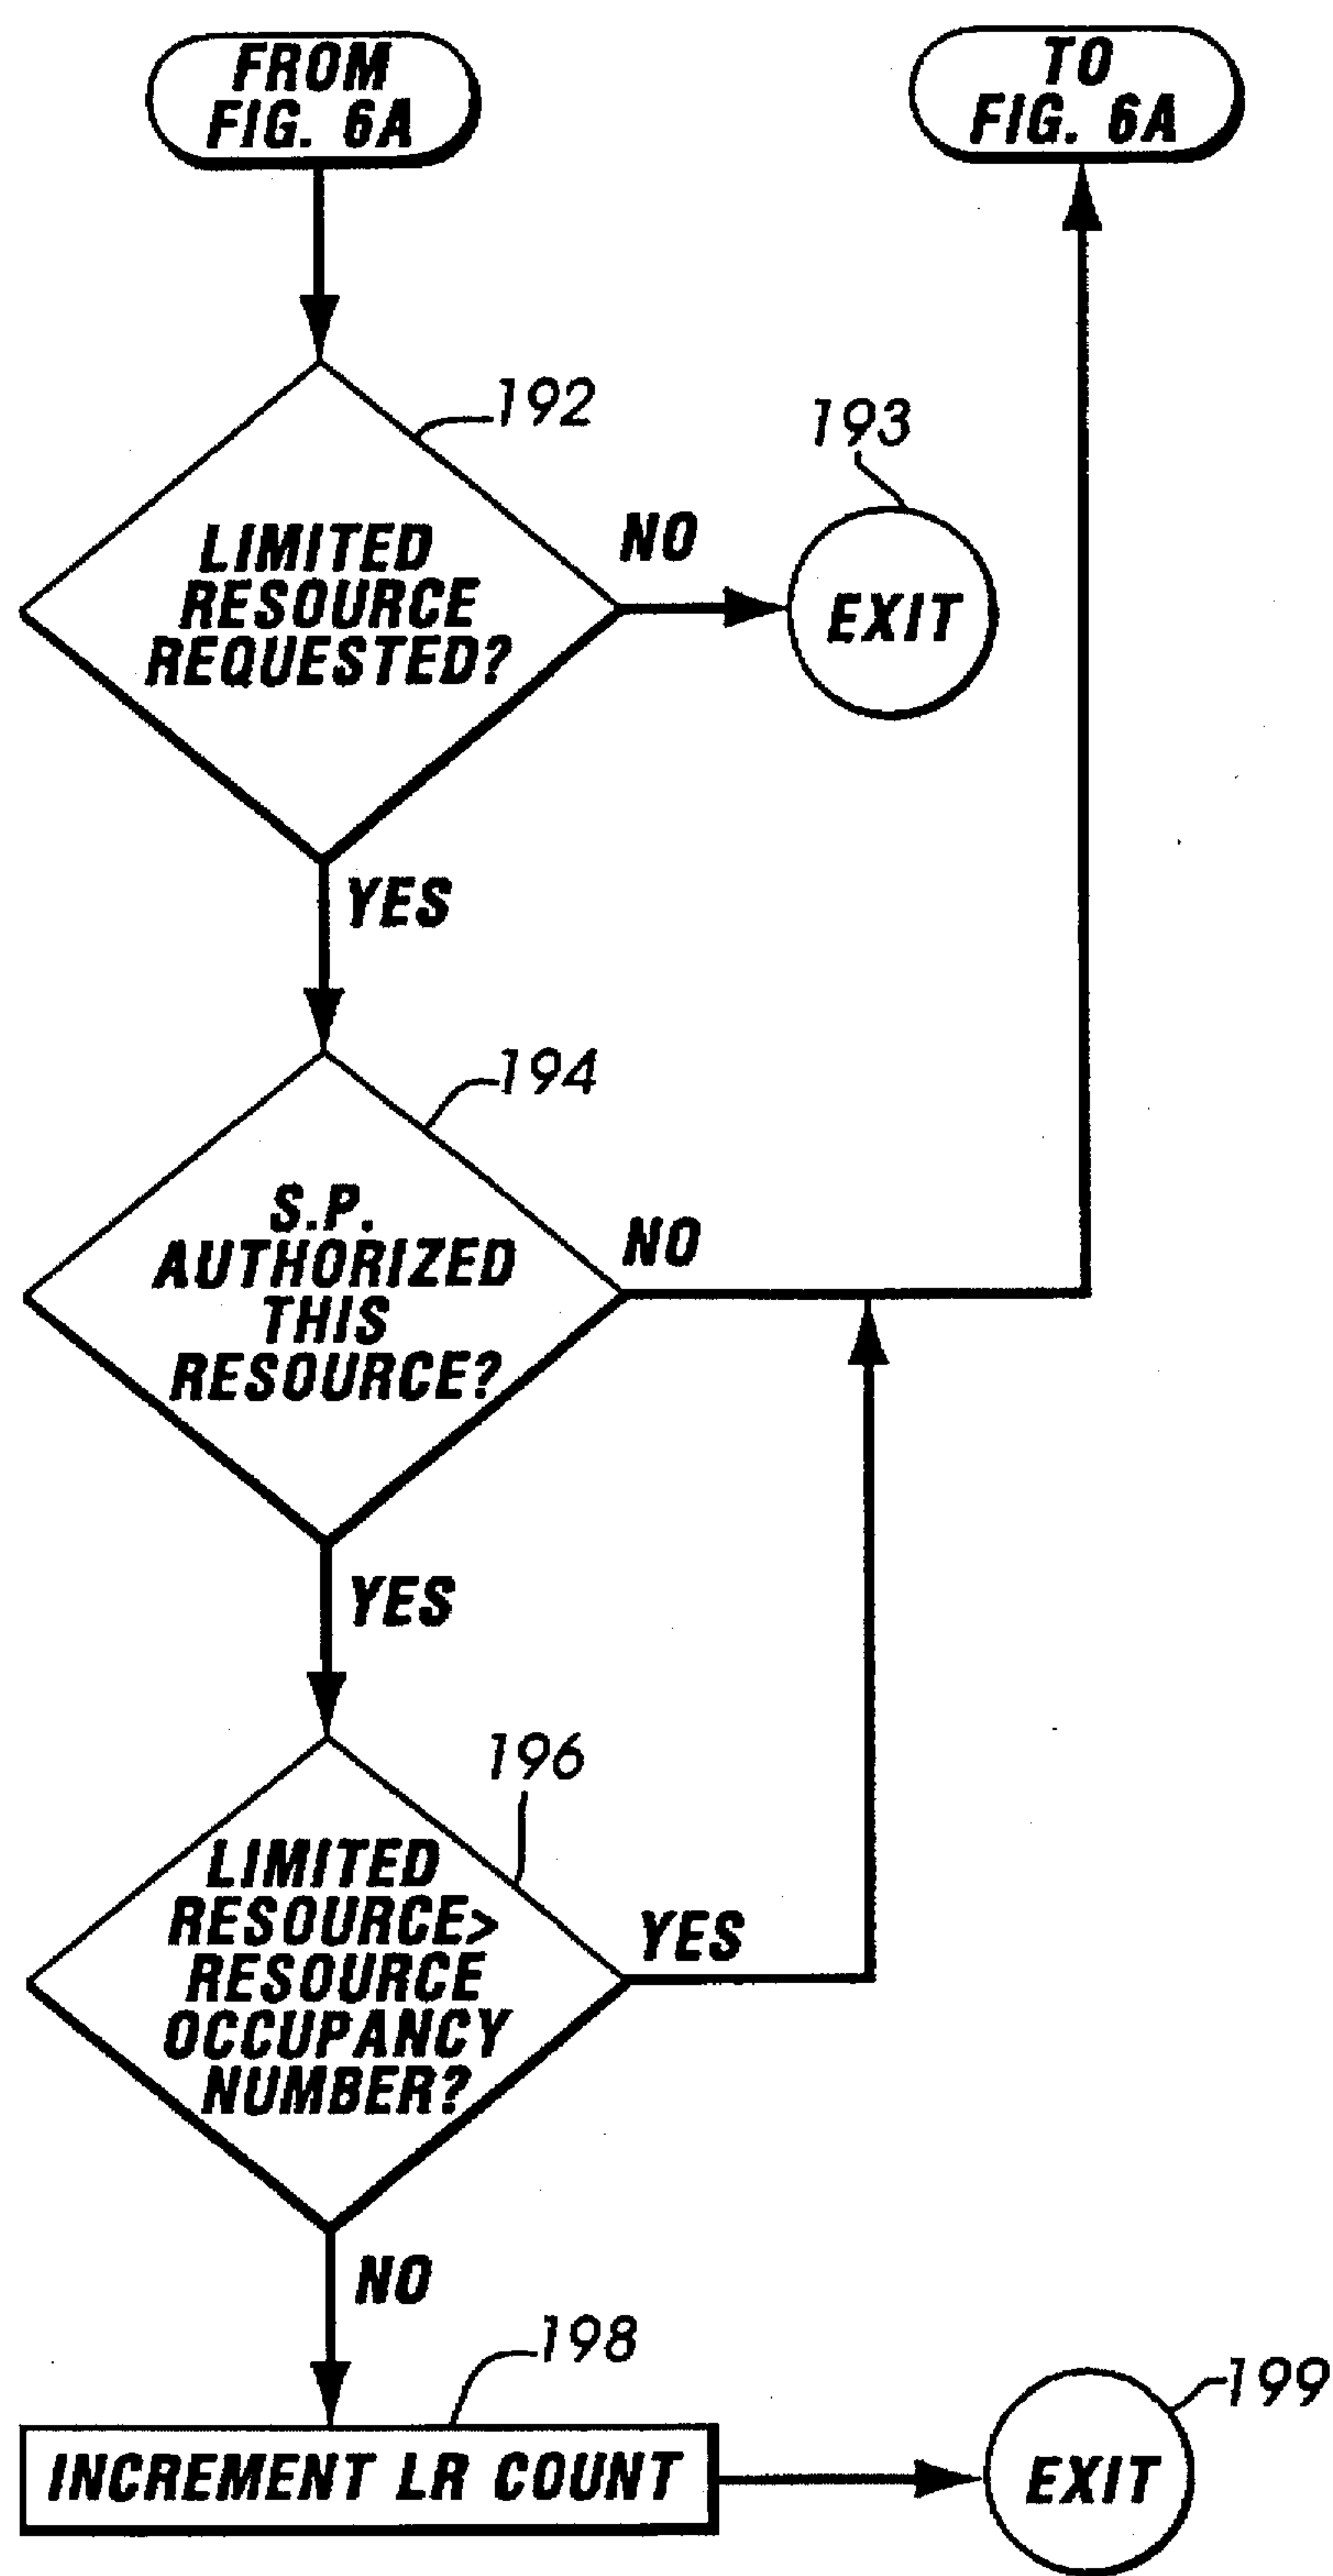 FROM
FIG. 6A
TO
FIG. 6A
192
193
LIMITED
RESOURCE
REQUESTED?
NO
EXIT
YES
194
S.P.
AUTHORIZED
THIS
RESOURCE?
NO
YES
196
LIMITED
RESOURCE>
RESOURCE
OCCUPANCY
NUMBER?
YES
NO
198
INCREMENT LR COUNT
199
EXIT